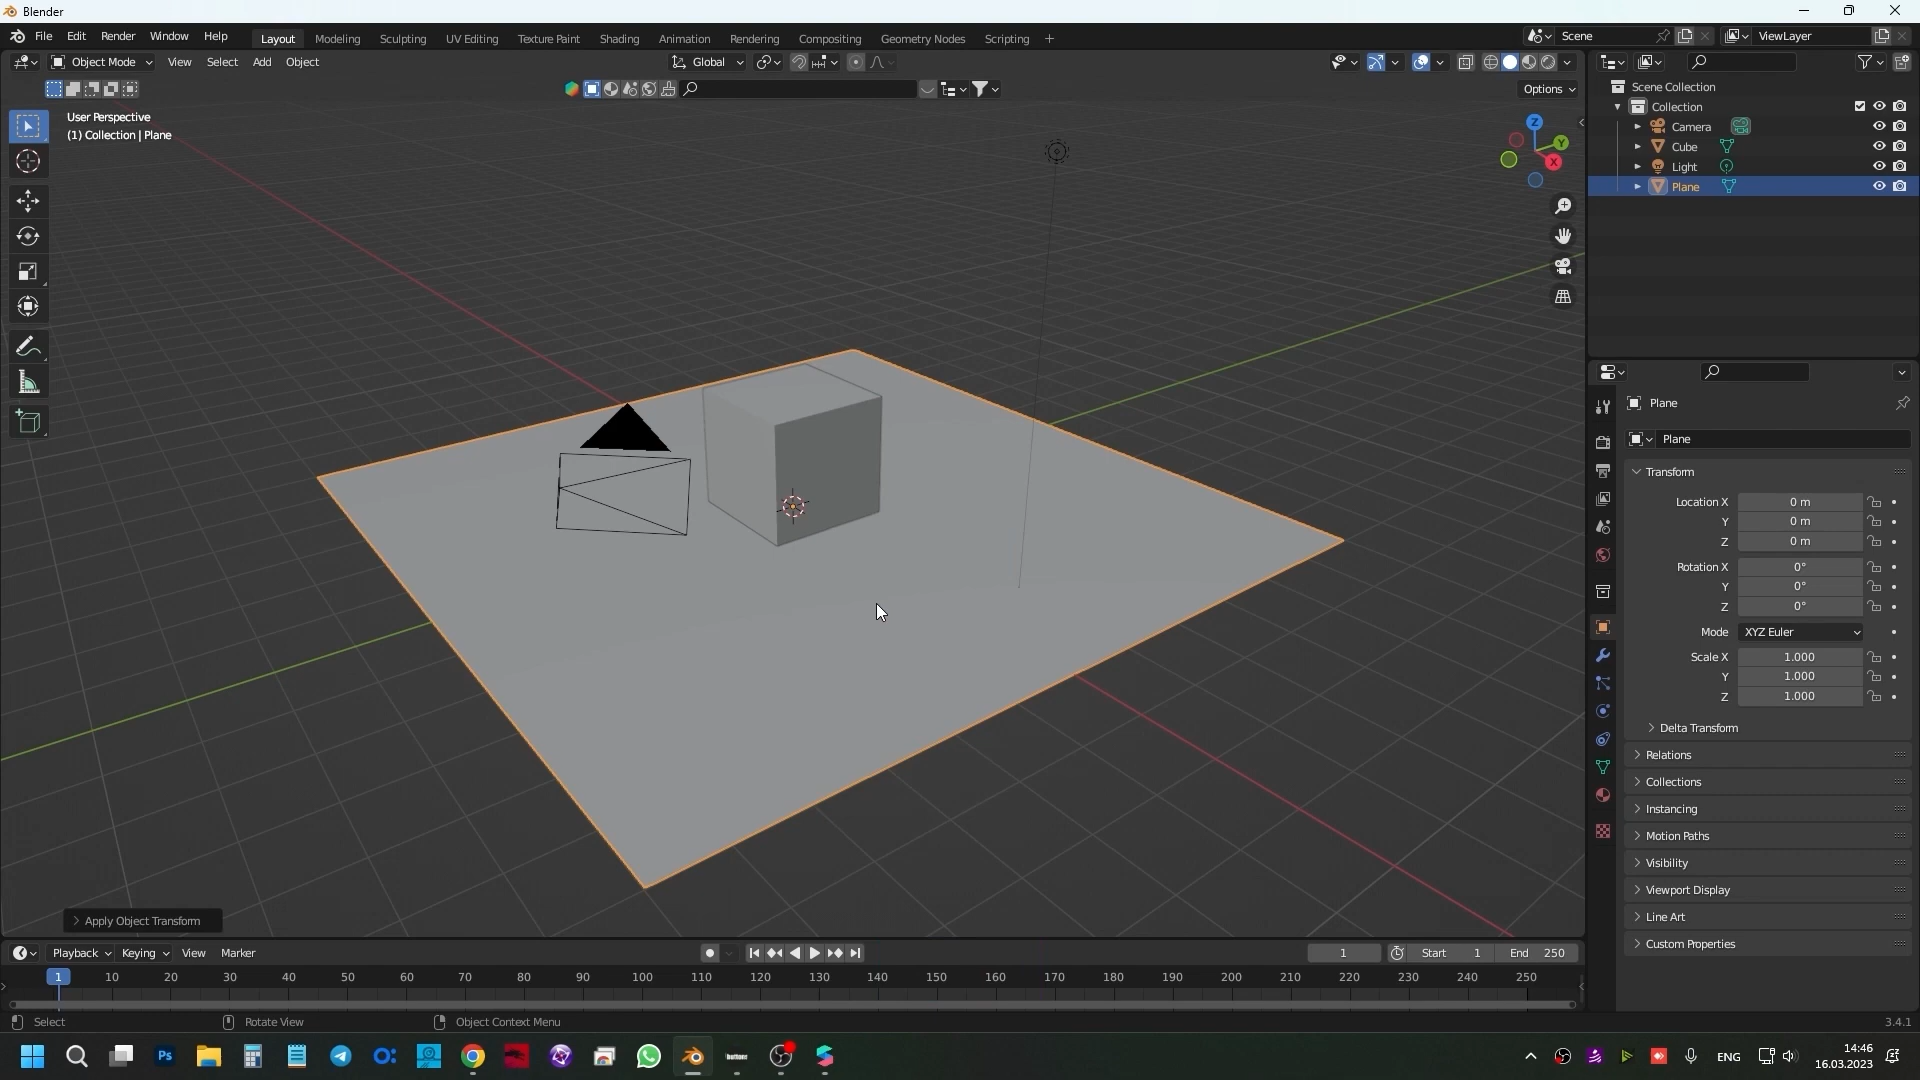 Blender
File Edit Render Window Help Layout Modeling Sculpting UV Editing Texture Paint Shading Animation Rendering Compositing Geometry Nodes Scripting + Scene ViewLayer
Object Mode View Select Add Object Global
Options
User Perspective
(1) Collection | Plane
Z
Y
X
Scene Collection
Collection
Camera
Cube
Light
Plane
Plane
Plane
Transform
Location X 0 m
Y 0 m
Z 0 m
Rotation X 0°
Y 0°
Z 0°
Mode XYZ Euler
Scale X 1.000
Y 1.000
Z 1.000
Delta Transform
Relations
Collections
Instancing
Motion Paths
Visibility
Viewport Display
Line Art
Custom Properties
Apply Object Transform
Playback Keying View Marker 1 Start 1 End 250
1 10 20 30 40 50 60 70 80 90 100 110 120 130 140 150 160 170 180 190 200 210 220 230 240 250
Select Rotate View Object Context Menu 3.4.1
Ps buttons ENG 14:46
16.03.2023